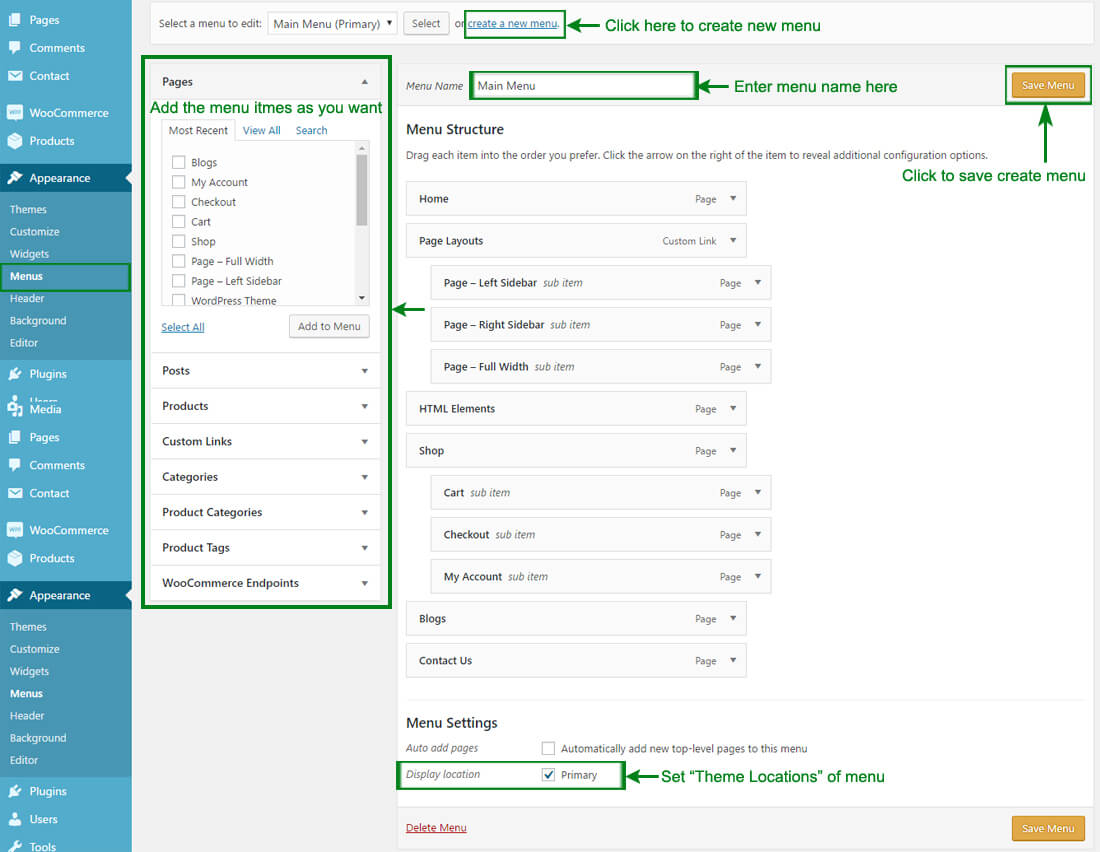 Pages
Comments
Contact
WooCommerce
Products
Appearance
Themes
Customize
Widgets
Menus
Header
Background
Editor
Plugins
Users
Media
Pages
Comments
Contact
WooCommerce
Products
Appearance
Themes
Customize
Widgets
Menus
Header
Background
Editor
Plugins
Users
Tools
Select a menu to edit: Main Menu (Primary) Select or create a new menu. Click here to create new menu
Pages
Add the menu itmes as you want
Most Recent View All Search
Blogs
My Account
Checkout
Cart
Shop
Page – Full Width
Page – Left Sidebar
WordPress Theme
Select All Add to Menu
Posts
Products
Custom Links
Categories
Product Categories
Product Tags
WooCommerce Endpoints
Menu Name Main Menu Enter menu name here Save Menu
Click to save create menu
Menu Structure
Drag each item into the order you prefer. Click the arrow on the right of the item to reveal additional configuration options.
Home Page
Page Layouts Custom Link
Page – Left Sidebar sub item Page
Page – Right Sidebar sub item Page
Page – Full Width sub item Page
HTML Elements Page
Shop Page
Cart sub item Page
Checkout sub item Page
My Account sub item Page
Blogs Page
Contact Us Page
Menu Settings
Auto add pages Automatically add new top-level pages to this menu
Display location Primary Set “Theme Locations” of menu
Delete Menu Save Menu